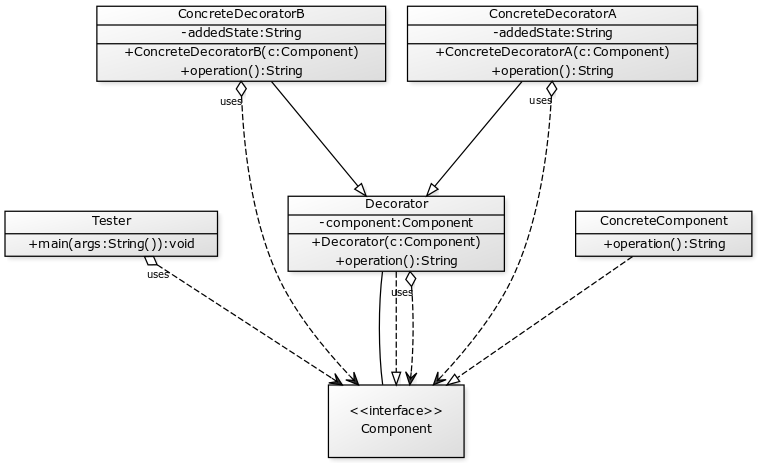 ConcreteDecoratorB
-addedState:String
+ConcreteDecoratorB(c:Component)
+operation():String
ConcreteDecoratorA
-addedState:String
+ConcreteDecoratorA(c:Component)
+operation():String
uses
uses
Tester
+main(args:String()):void
uses
Decorator
-component:Component
+Decorator(c:Component)
+operation():String
uses
ConcreteComponent
+operation():String
<<interface>>
Component